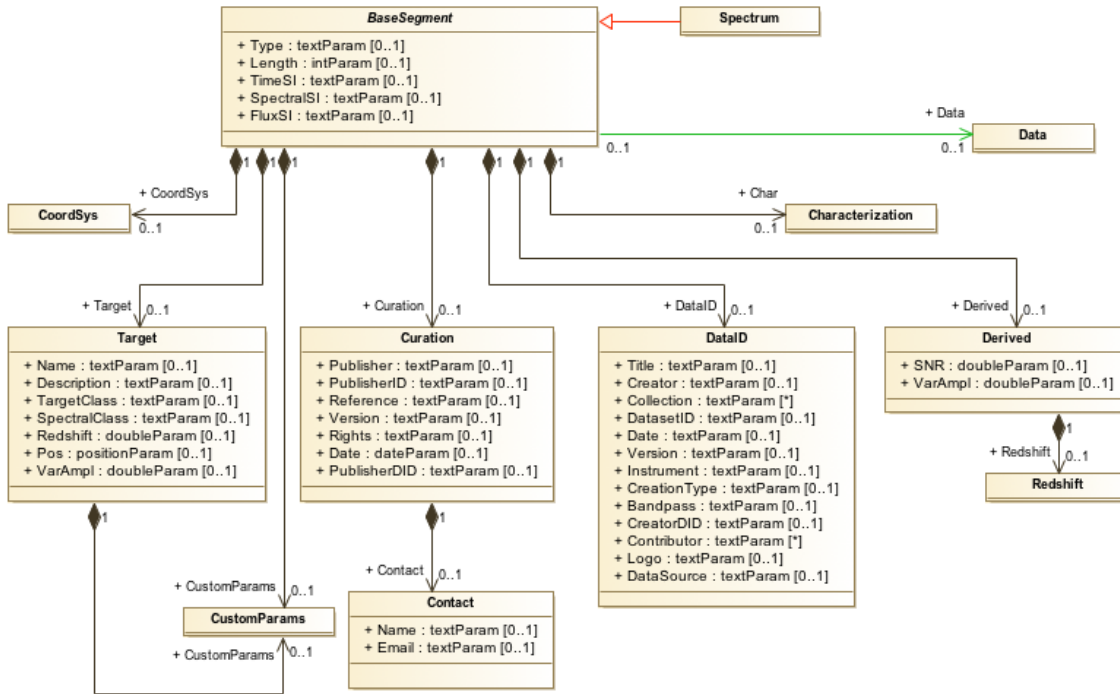 BaseSegment
+ Type : textParam [0..1]
+ Length : intParam [0..1]
+ TimeSI : textParam [0..1]
+ SpectralSI : textParam [0..1]
+ FluxSI : textParam [0..1]
Spectrum
+ Data
0..1
0..1
Data
1
1
1
1
1
1
1
+ CoordSys
0..1
CoordSys
+ Char
0..1
Characterization
+ Target
0..1
+ Curation
0..1
+ DataID
0..1
+ Derived
0..1
Target
+ Name : textParam [0..1]
+ Description : textParam [0..1]
+ TargetClass : textParam [0..1]
+ SpectralClass : textParam [0..1]
+ Redshift : doubleParam [0..1]
+ Pos : positionParam [0..1]
+ VarAmpl : doubleParam [0..1]
Curation
+ Publisher : textParam [0..1]
+ PublisherID : textParam [0..1]
+ Reference : textParam [0..1]
+ Version : textParam [0..1]
+ Rights : textParam [0..1]
+ Date : dateParam [0..1]
+ PublisherDID : textParam [0..1]
DataID
+ Title : textParam [0..1]
+ Creator : textParam [0..1]
+ Collection : textParam [*]
+ DatasetID : textParam [0..1]
+ Date : textParam [0..1]
+ Version : textParam [0..1]
+ Instrument : textParam [0..1]
+ CreationType : textParam [0..1]
+ Bandpass : textParam [0..1]
+ CreatorDID : textParam [0..1]
+ Contributor : textParam [*]
+ Logo : textParam [0..1]
+ DataSource : textParam [0..1]
Derived
+ SNR : doubleParam [0..1]
+ VarAmpl : doubleParam [0..1]
1
+ Redshift
0..1
Redshift
1
1
+ CustomParams
0..1
CustomParams
+ CustomParams
0..1
+ Contact
0..1
Contact
+ Name : textParam [0..1]
+ Email : textParam [0..1]